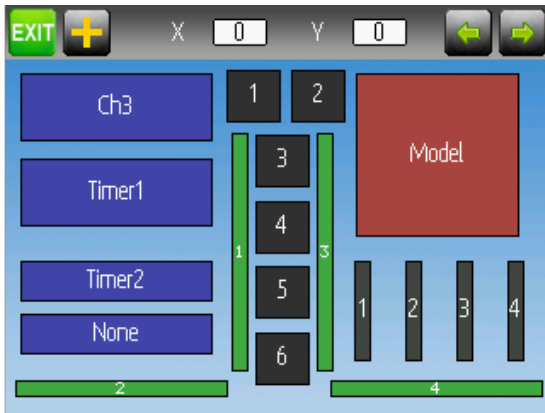 EXIT X 0 Y 0
Ch3
1 2
Model
3
Timer1
4
1 3
Timer2
5
1 2 3 4
None
6
2 4